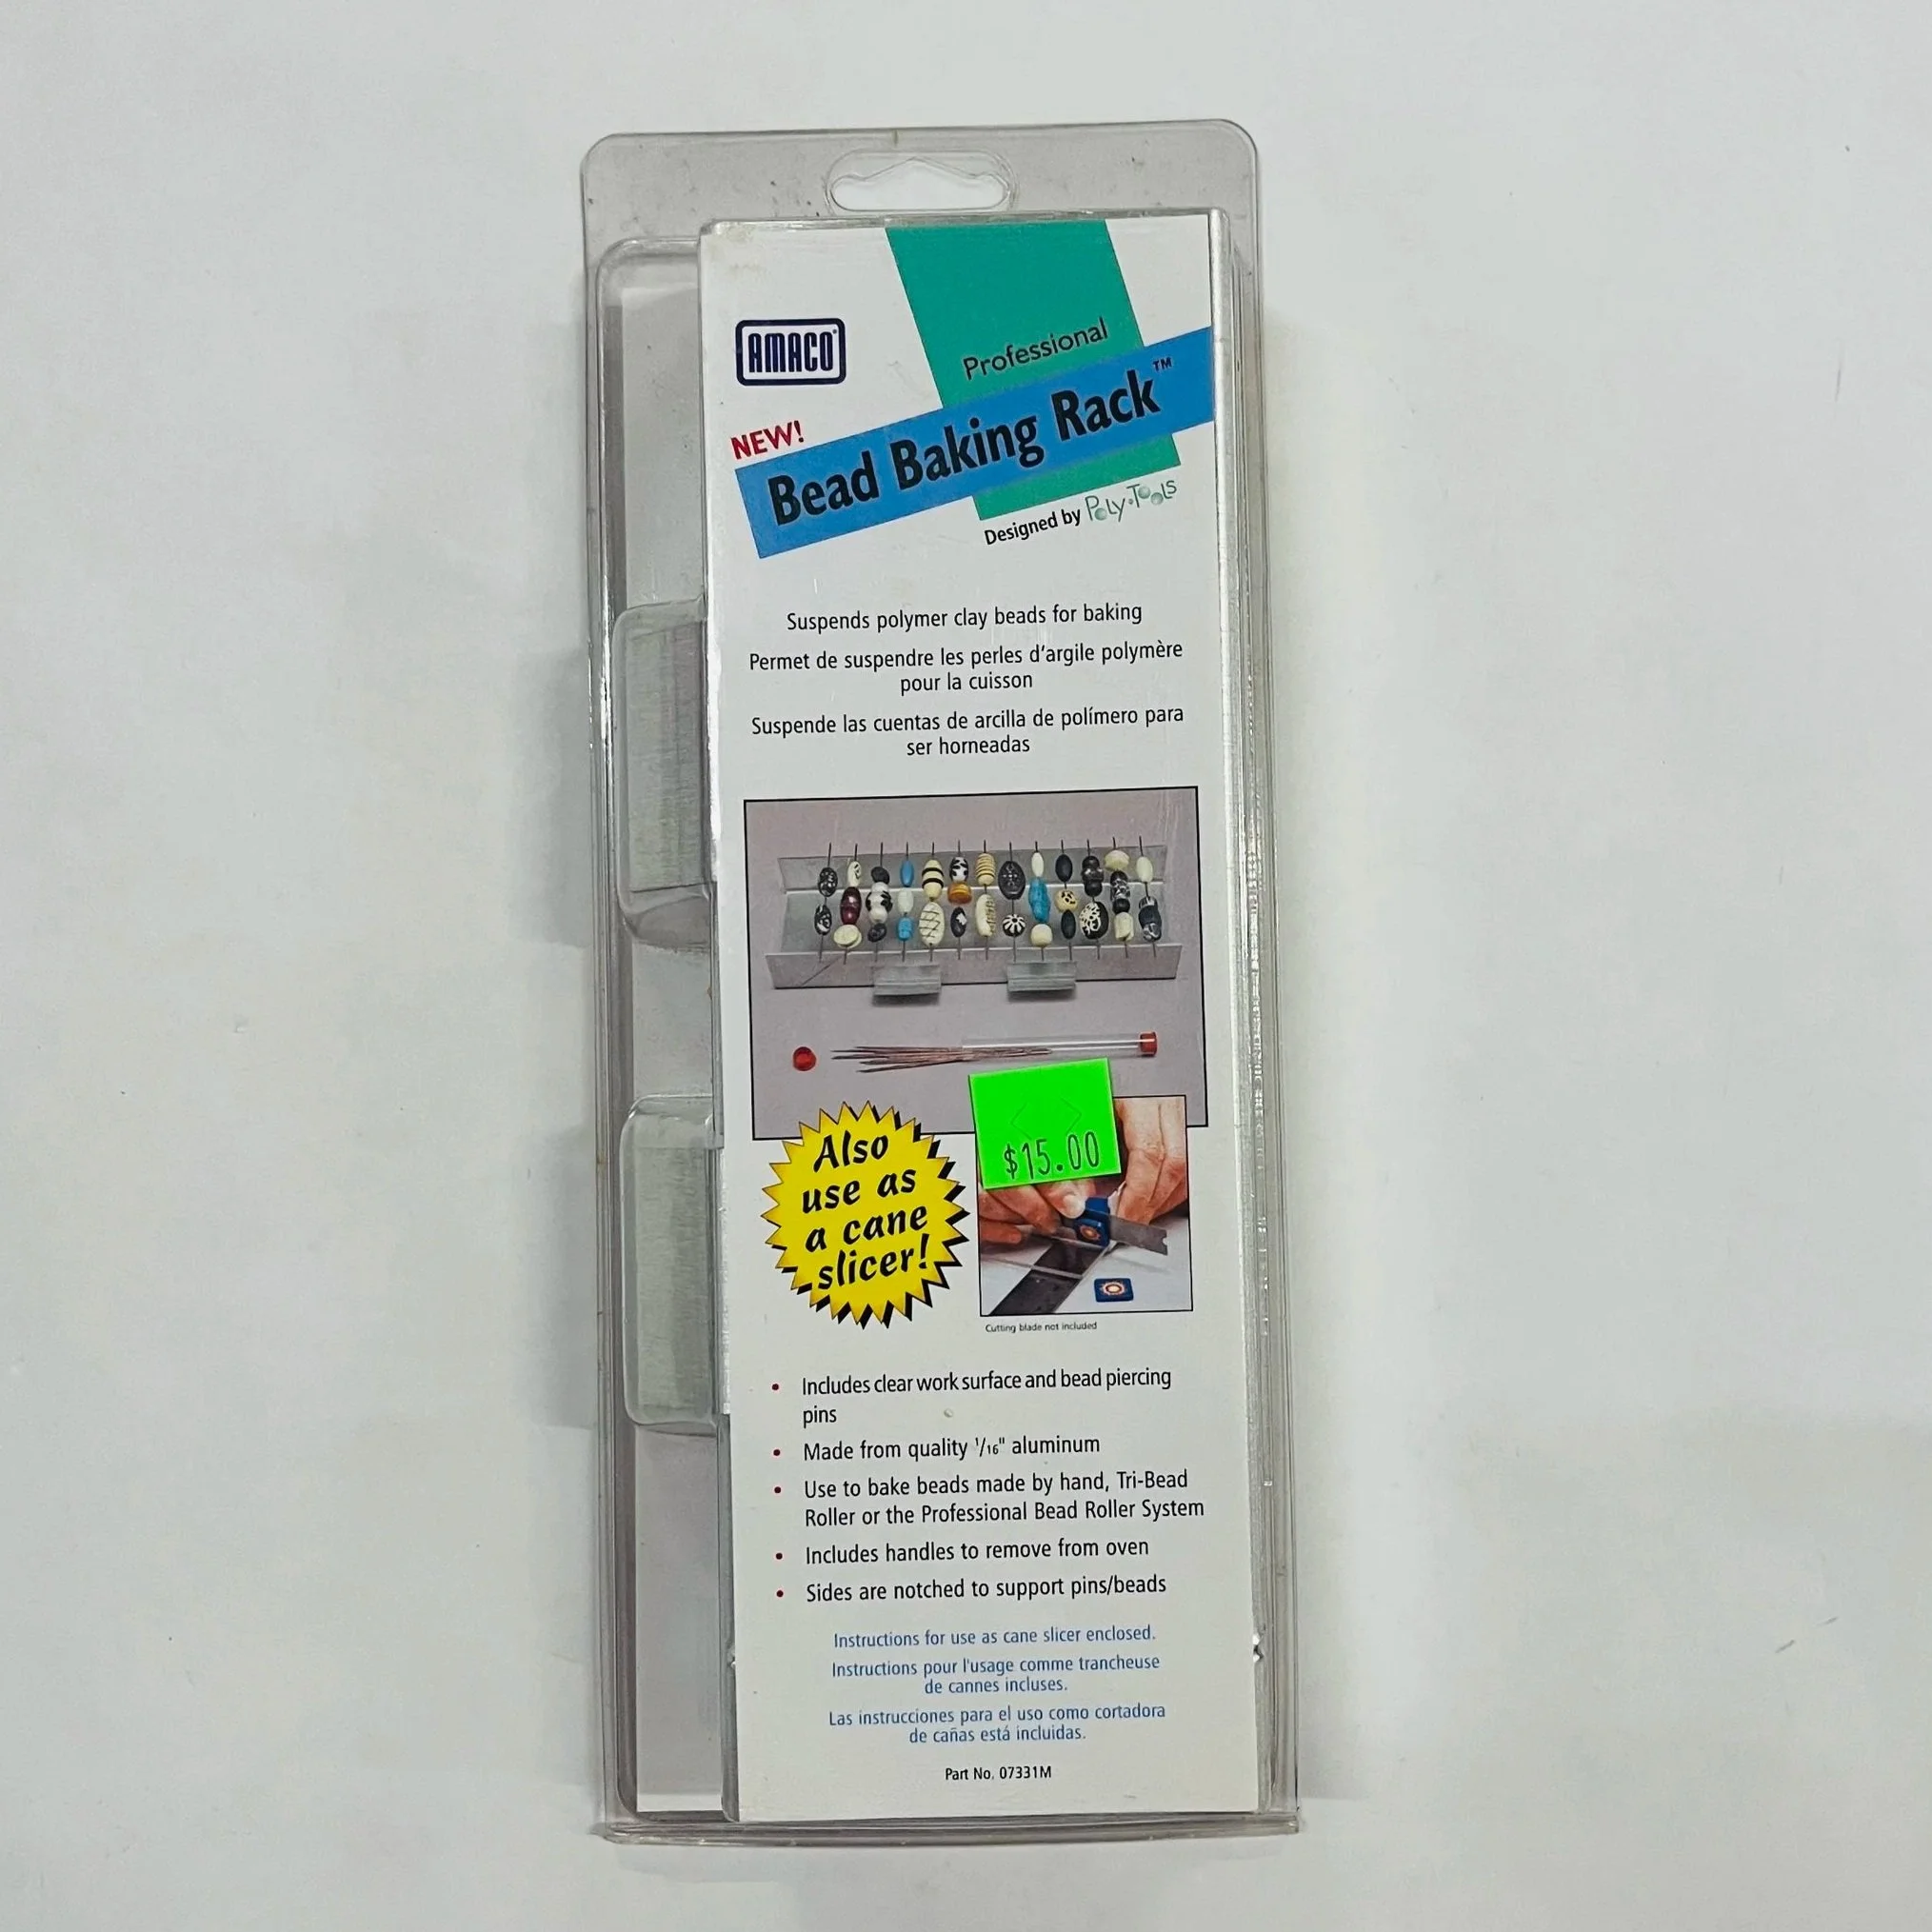 AMACO®
Professional
NEW!
Bead Baking Rack™
Designed by Poly-Tools
Suspends polymer clay beads for baking
Permet de suspendre les perles d'argile polymère
pour la cuisson
Suspende las cuentas de arcilla de polímero para
ser horneadas
$15.00
Also
use as
a cane
slicer!
Cutting blade not included
• Includes clear work surface and bead piercing
pins
• Made from quality 1/16" aluminum
• Use to bake beads made by hand, Tri-Bead
Roller or the Professional Bead Roller System
• Includes handles to remove from oven
• Sides are notched to support pins/beads
Instructions for use as cane slicer enclosed.
Instructions pour l'usage comme trancheuse
de cannes incluses.
Las instrucciones para el uso como cortadora
de cañas está incluidas.
Part No. 07331M